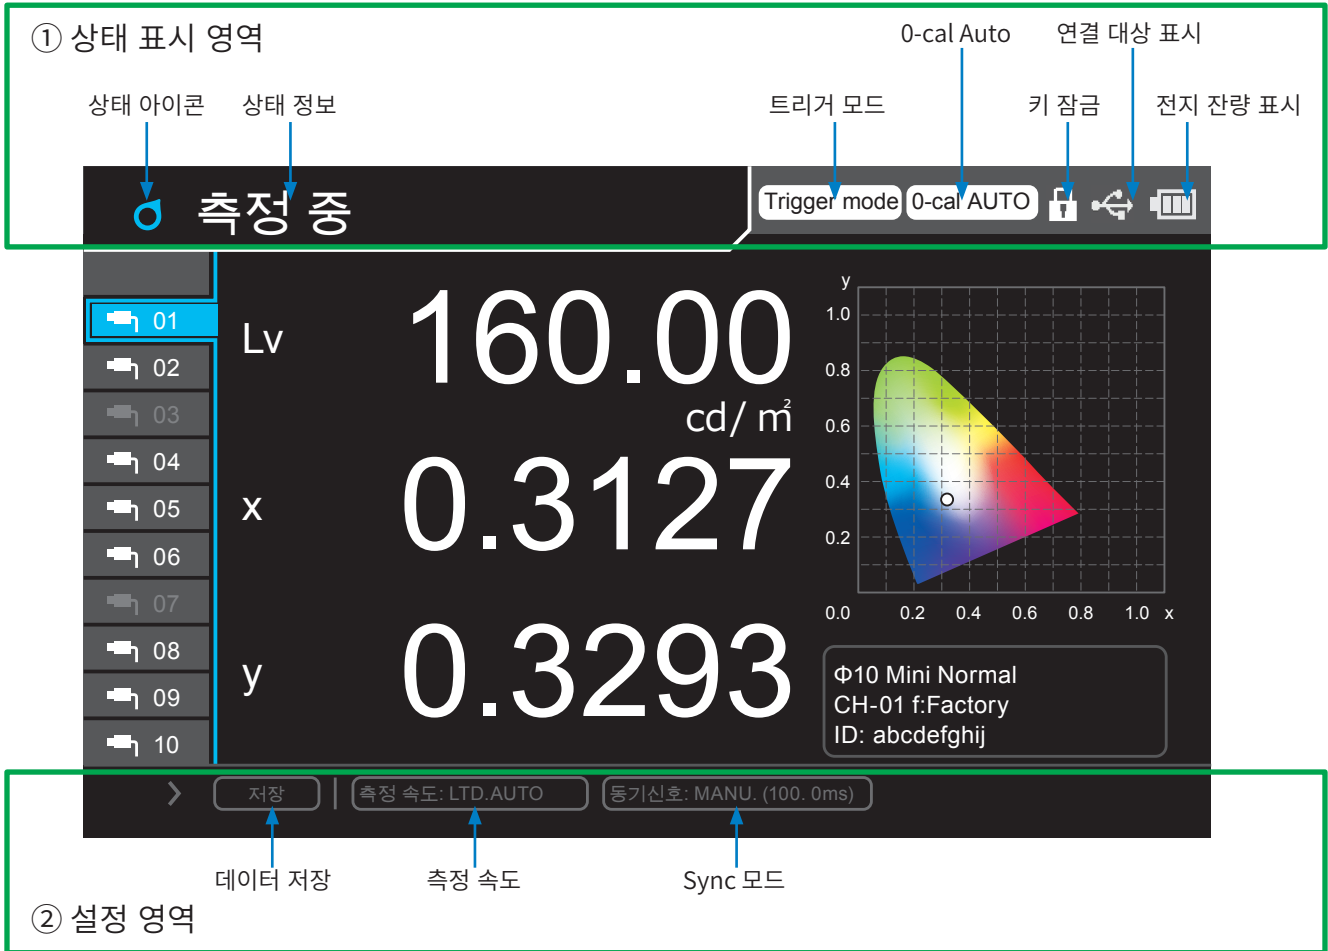 ① 상태 표시 영역
0-cal Auto 연결 대상 표시
상태 아이콘 상태 정보 트리거 모드 키 잠금 전지 잔량 표시
측정 중 Trigger mode 0-cal AUTO
01
02
03
04
05
06
07
08
09
10
Lv 160.00
cd/㎡
x 0.3127
y 0.3293
y
1.0
0.8
0.6
0.4
0.2
0.0 0.2 0.4 0.6 0.8 1.0 x
Φ10 Mini Normal
CH-01 f:Factory
ID: abcdefghij
저장 측정 속도: LTD.AUTO 동기신호: MANU. (100. 0ms)
데이터 저장 측정 속도 Sync 모드
② 설정 영역